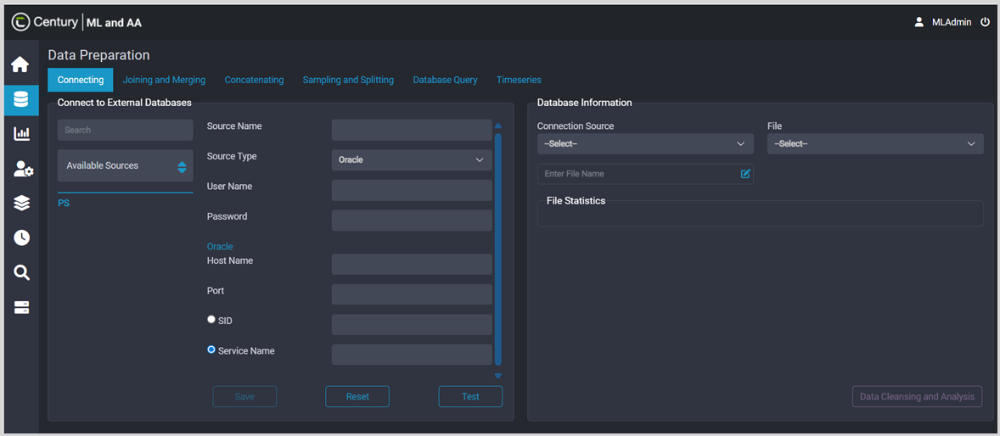 Century | ML and AA
MLAdmin
Data Preparation
Connecting
Joining and Merging
Concatenating
Sampling and Splitting
Database Query
Timeseries
Connect to External Databases
Search
Available Sources
PS
Source Name
Source Type
Oracle
User Name
Password
Oracle
Host Name
Port
SID
Service Name
Save
Reset
Test
Database Information
Connection Source
File
--Select--
--Select--
Enter File Name
File Statistics
Data Cleansing and Analysis